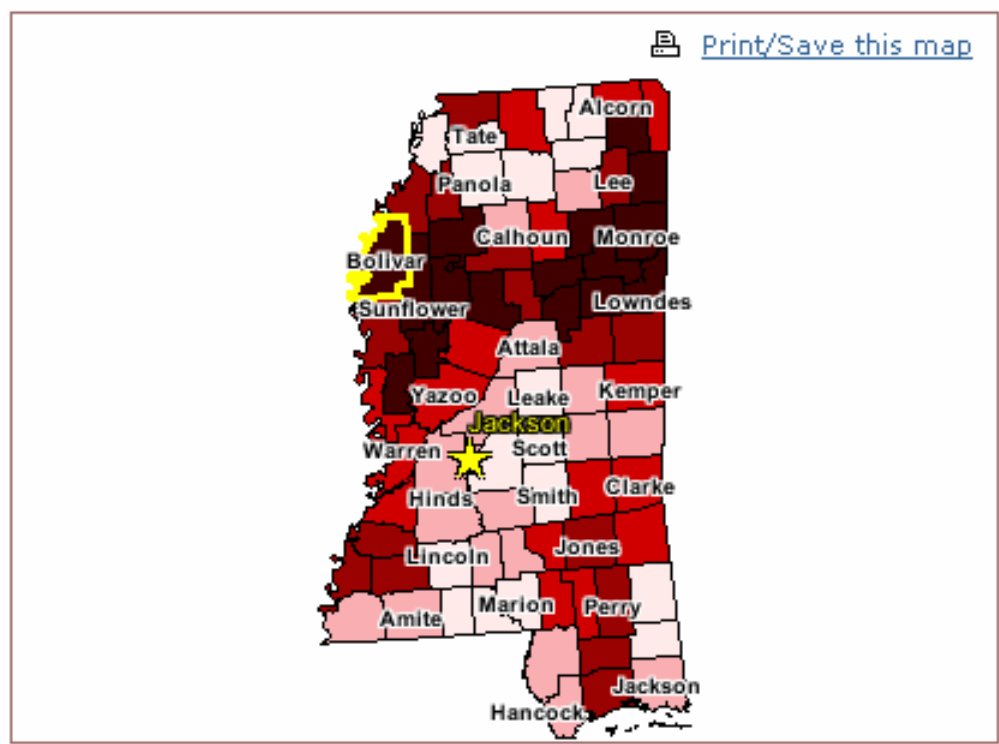 Print/Save this map
Alcorn
Tate
Panola
Lee
Calhoun
Monroe
Bolivar
Sunflower
Lowndes
Attala
Yazoo
Leake
Kemper
Jackson
Warren
Scott
Hinds
Smith
Clarke
Lincoln
Jones
Amite
Marion
Perry
Jackson
Hancock